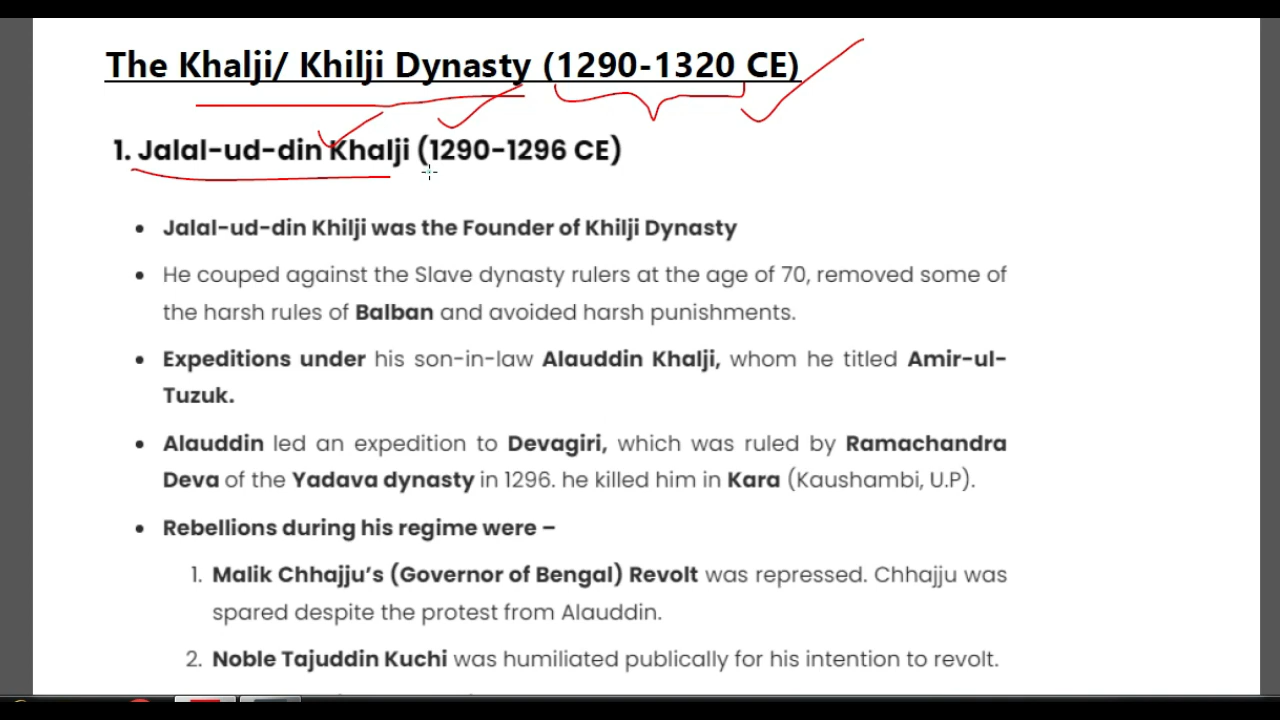 The Khalji/ Khilji Dynasty (1290-1320 CE)
1. Jalal-ud-din Khalji (1290-1296 CE)
• Jalal-ud-din Khilji was the Founder of Khilji Dynasty
• He couped against the Slave dynasty rulers at the age of 70, removed some of
the harsh rules of Balban and avoided harsh punishments.
• Expeditions under his son-in-law Alauddin Khalji, whom he titled Amir-ul-
Tuzuk.
• Alauddin led an expedition to Devagiri, which was ruled by Ramachandra
Deva of the Yadava dynasty in 1296. he killed him in Kara (Kaushambi, U.P).
• Rebellions during his regime were –
1. Malik Chhajju's (Governor of Bengal) Revolt was repressed. Chhajju was
spared despite the protest from Alauddin.
2. Noble Tajuddin Kuchi was humiliated publically for his intention to revolt.